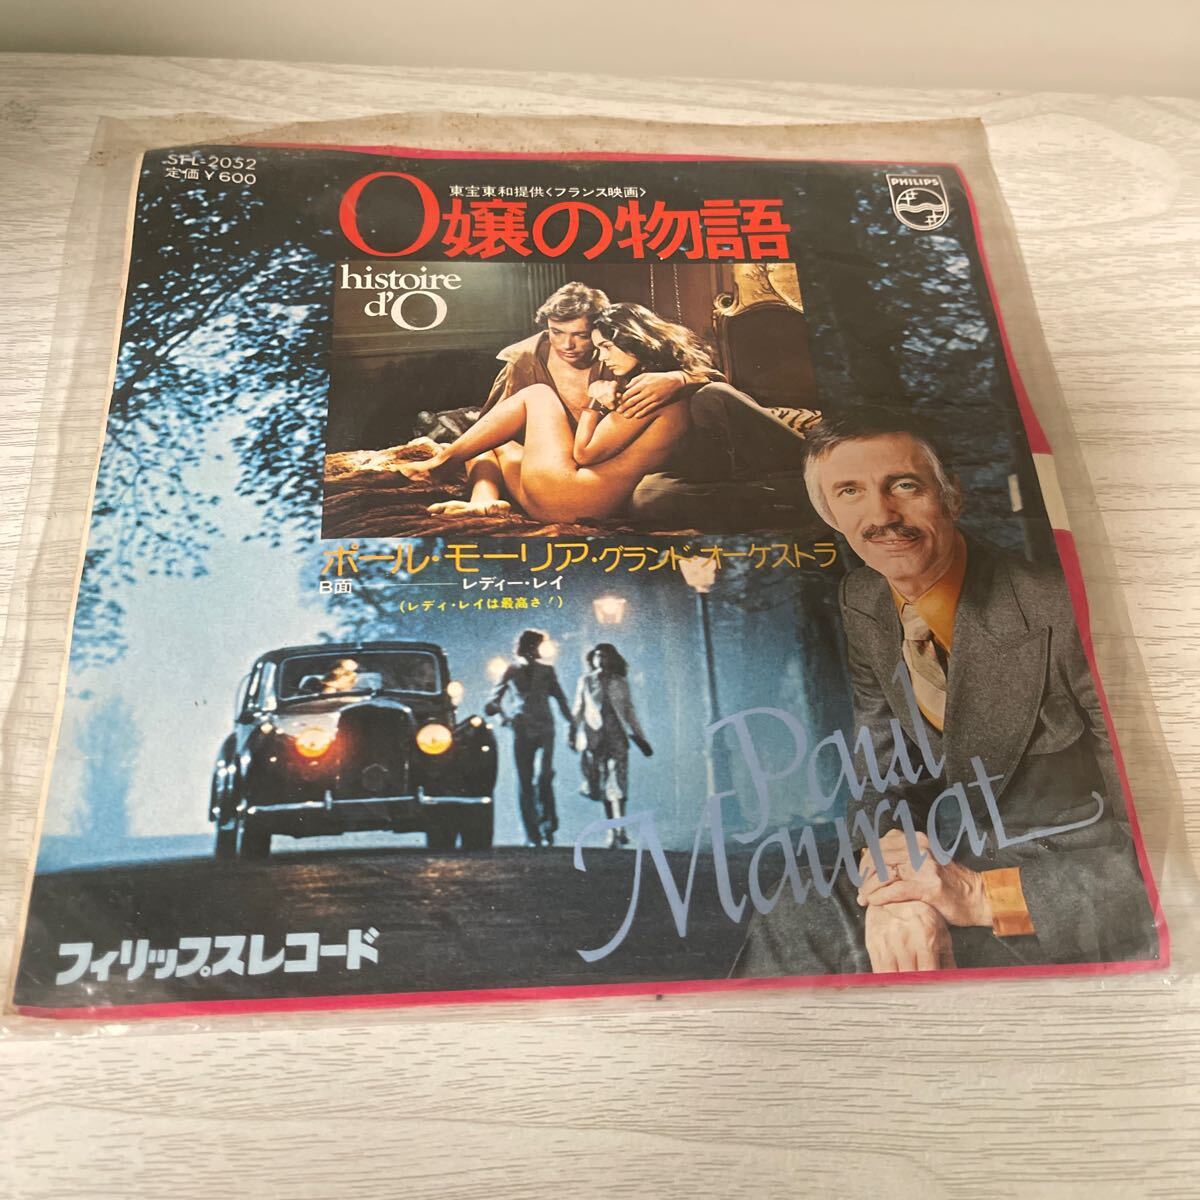 SFL-2052
定価￥600
東宝東和提供<フランス映画>
O嬢の物語
PHILIPS
histoire
d'O
ポール・モーリア・グランド・オーケストラ
B面 ―― レディー・レイ
(レディ・レイは最高さ!)
Paul
Mauriat
フィリップスレコード